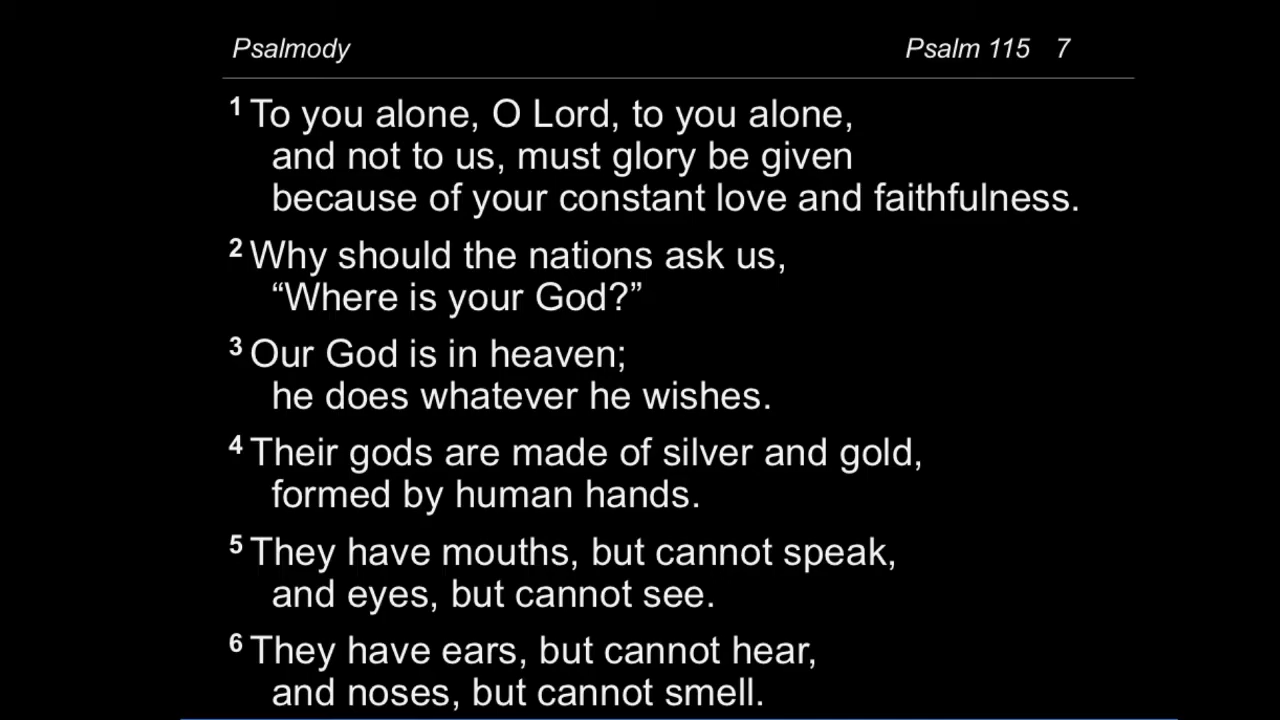 Psalmody Psalm 115 7
1 To you alone, O Lord, to you alone,
and not to us, must glory be given
because of your constant love and faithfulness.
2 Why should the nations ask us,
“Where is your God?”
3 Our God is in heaven;
he does whatever he wishes.
4 Their gods are made of silver and gold,
formed by human hands.
5 They have mouths, but cannot speak,
and eyes, but cannot see.
6 They have ears, but cannot hear,
and noses, but cannot smell.